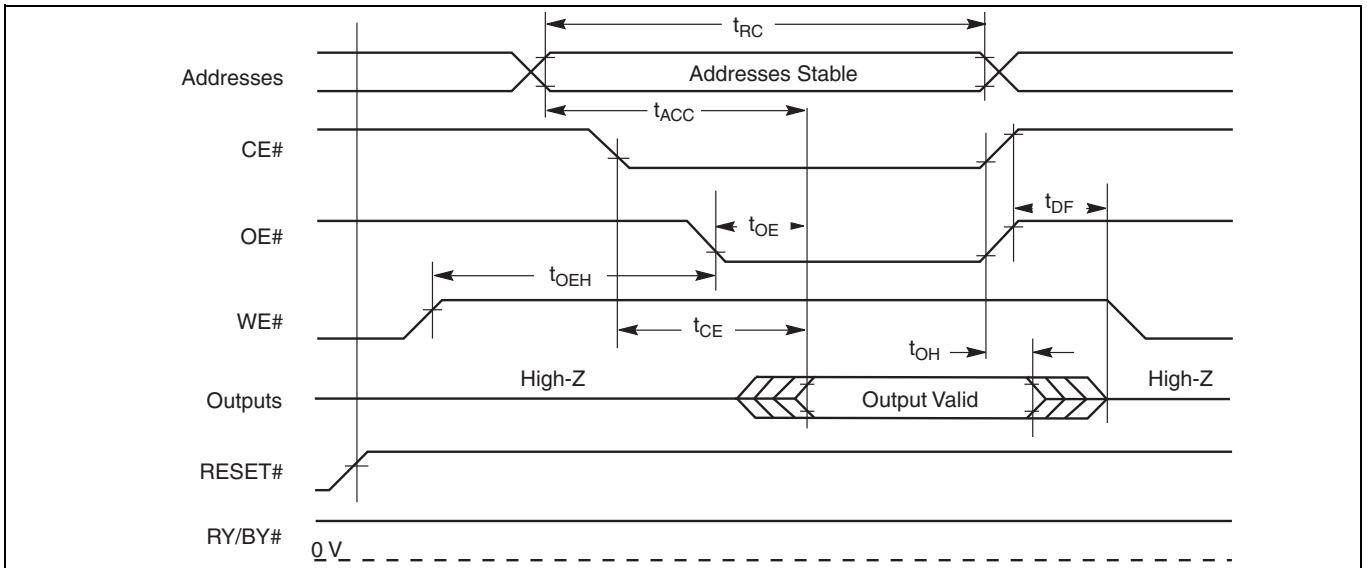 tRC
Addresses
Addresses Stable
tACC
CE#
tDF
OE#
tOE
tOEH
WE#
tCE
tOH
High-Z
High-Z
Outputs
Output Valid
RESET#
RY/BY#
0 V